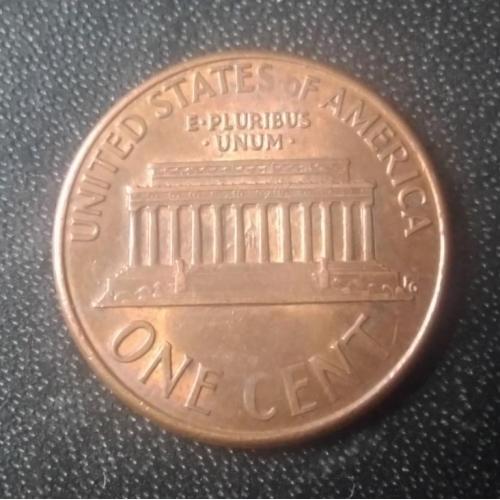 UNITED STATES OF AMERICA
E·PLURIBUS
·UNUM·
ONE CENT